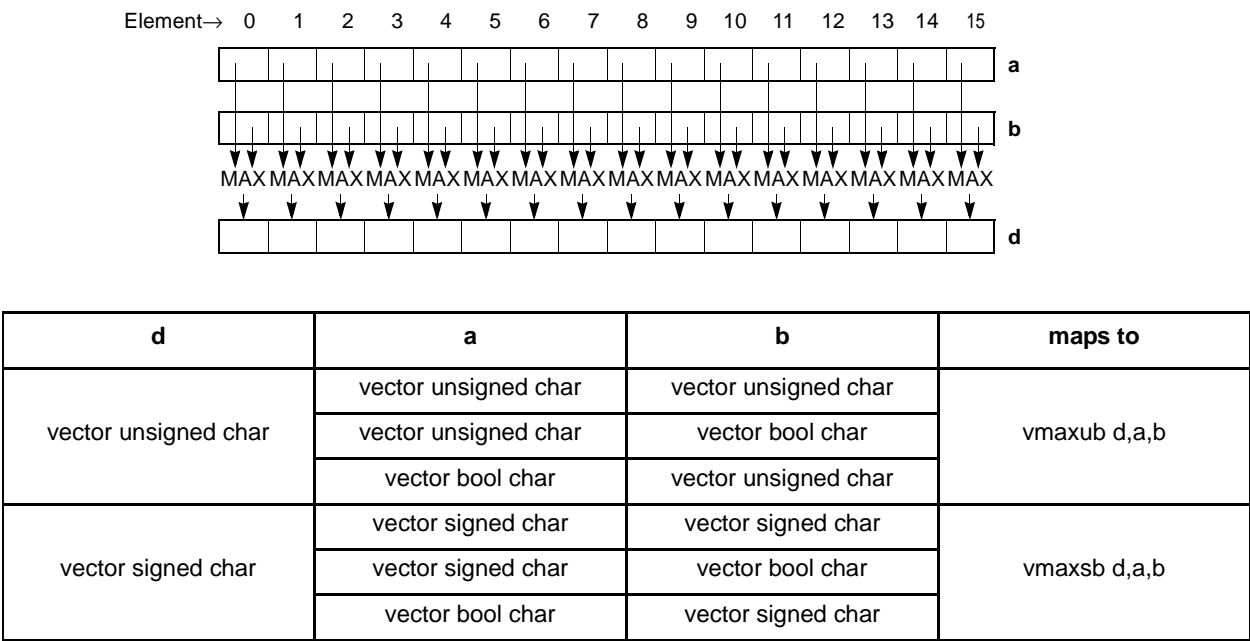 Element→ 0 1 2 3 4 5 6 7 8 9 10 11 12 13 14 15
a
b
MAX MAX MAX MAX MAX MAX MAX MAX MAX MAX MAX MAX MAX MAX MAX MAX
d
d a b maps to
vector unsigned char vector unsigned char
vector unsigned char vector unsigned char vector bool char vmaxub d,a,b
vector bool char vector unsigned char
vector signed char vector signed char
vector signed char vector signed char vector bool char vmaxsb d,a,b
vector bool char vector signed char